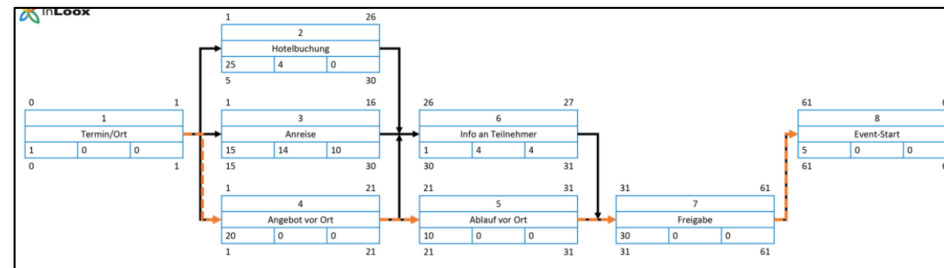 InLoox
1 26
2
Hotelbuchung
25 4 0
5 30
0 1
1
Termin/Ort
1 0 0
0 1
1 16
3
Anreise
15 14 10
15 30
26 27
6
Info an Teilnehmer
1 4 4
30 31
61
8
Event-Start
5 0 0
61
1 21
4
Angebot vor Ort
20 0 0
1 21
21 31
5
Ablauf vor Ort
10 0 0
21 31
31 61
7
Freigabe
30 0 0
31 61